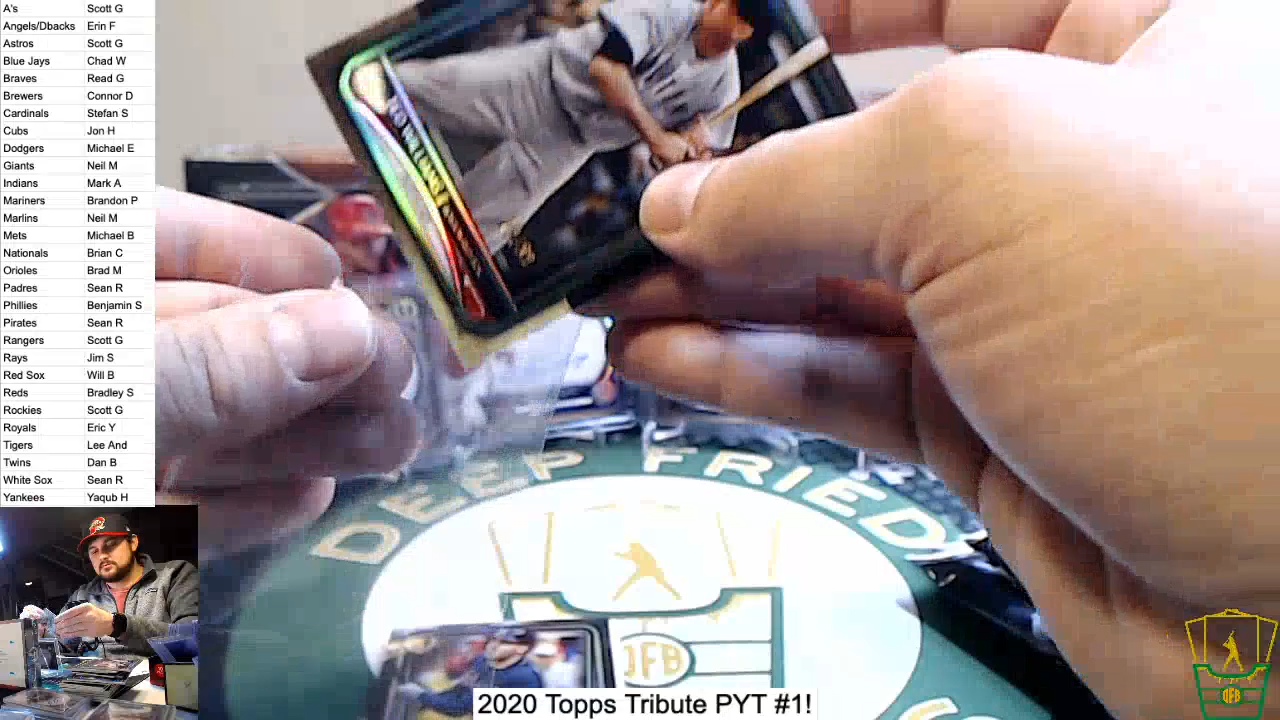 A's Scott G
Angels/Dbacks Erin F
Astros Scott G
Blue Jays Chad W
Braves Read G
Brewers Connor D
Cardinals Stefan S
Cubs Jon H
Dodgers Michael E
Giants Neil M
Indians Mark A
Mariners Brandon P
Marlins Neil M
Mets Michael B
Nationals Brian C
Orioles Brad M
Padres Sean R
Phillies Benjamin S
Pirates Sean R
Rangers Scott G
Rays Jim S
Red Sox Will B
Reds Bradley S
Rockies Scott G
Royals Eric Y
Tigers Lee And
Twins Dan B
White Sox Sean R
Yankees Yaqub H
TED WILLIAMS
DEEP FRIED
DFB
2020 Topps Tribute PYT #1!
DFB